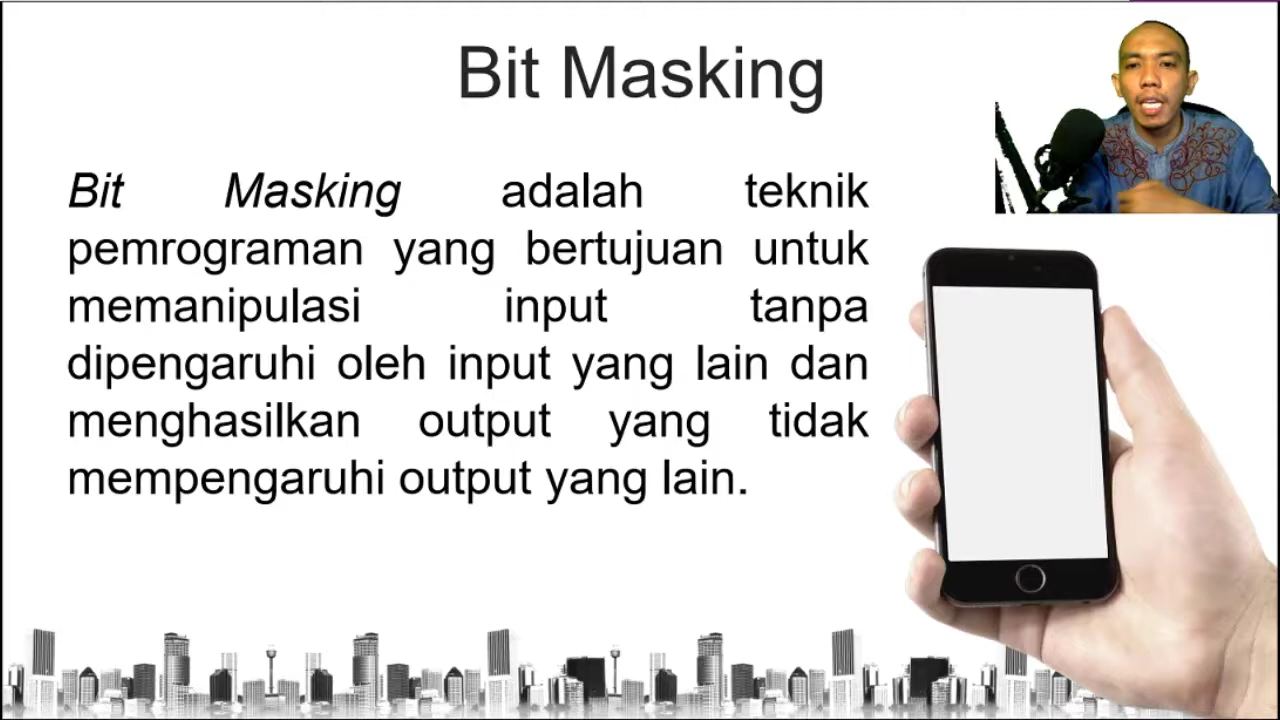 Bit Masking
Bit Masking adalah teknik
pemrograman yang bertujuan untuk
memanipulasi input tanpa
dipengaruhi oleh input yang lain dan
menghasilkan output yang tidak
mempengaruhi output yang lain.